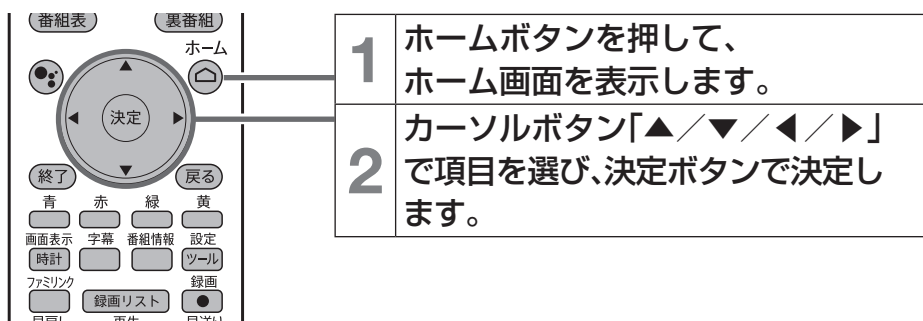 番組表 裏番組
ホーム
決定
終了 戻る
青 赤 緑 黄
画面表示 字幕 番組情報 設定
時計 ツール
ファミリンク 録画
録画リスト
1
ホームボタンを押して、
ホーム画面を表示します。
2
カーソルボタン「▲／▼／◀／▶」
で項目を選び、決定ボタンで決定し
ます。